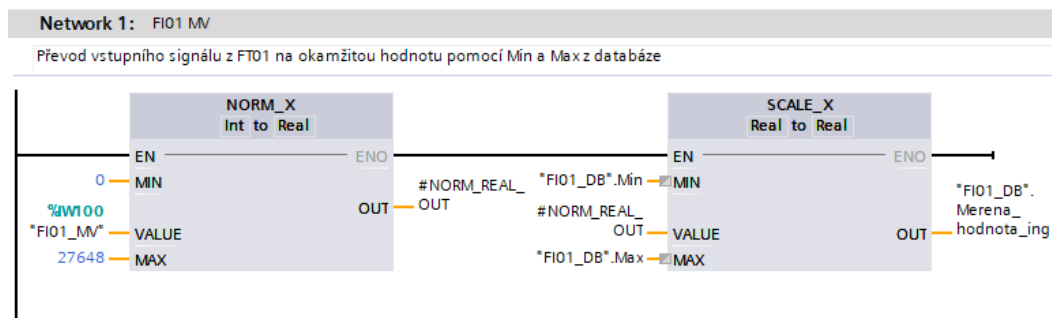 Network 1: FI01 MV
Převod vstupního signálu z FT01 na okamžitou hodnotu pomocí Min a Max z databáze
NORM_X
Int to Real
EN
ENO
0
MIN
%IW100
"FI01_MV"
VALUE
27648
MAX
OUT
#NORM_REAL_
OUT
SCALE_X
Real to Real
EN
ENO
"FI01_DB".Min
MIN
#NORM_REAL_
OUT
VALUE
"FI01_DB".Max
MAX
OUT
"FI01_DB".
Merena_
hodnota_ing